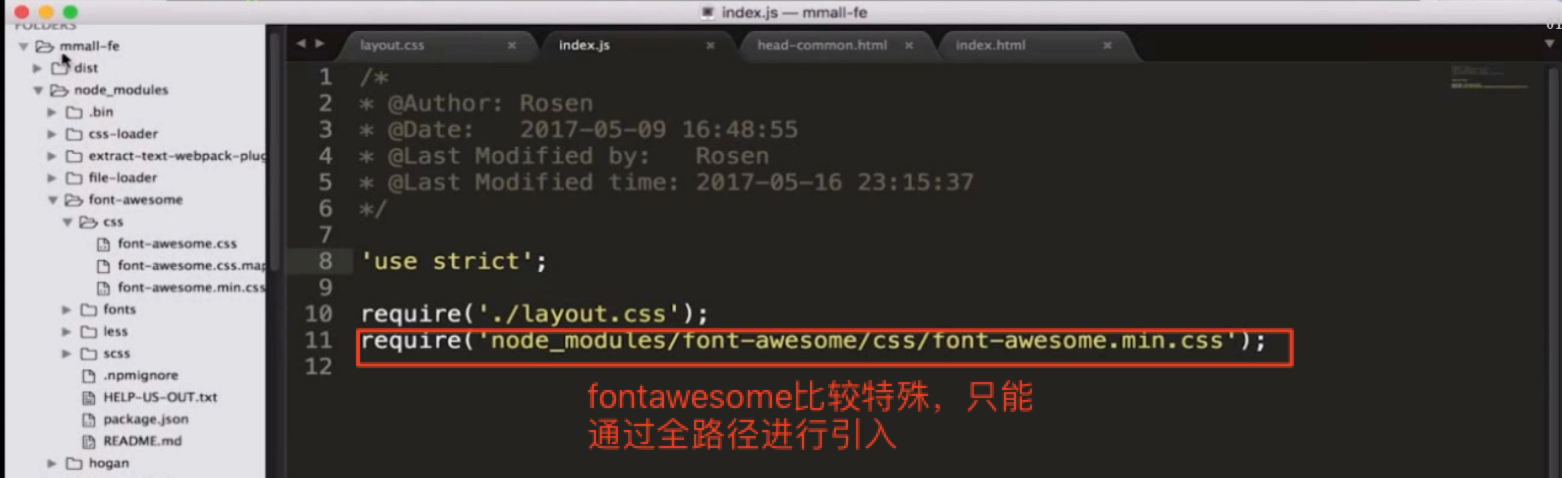 index.js — mmall-fe
FOLDERS
mmall-fe
dist
node_modules
.bin
css-loader
extract-text-webpack-plug
file-loader
font-awesome
css
font-awesome.css
font-awesome.css.map
font-awesome.min.css
fonts
less
scss
.npmignore
HELP-US-OUT.txt
package.json
README.md
hogan
layout.css
index.js
head-common.html
index.html
1 /*
2 * @Author: Rosen
3 * @Date:   2017-05-09 16:48:55
4 * @Last Modified by:   Rosen
5 * @Last Modified time: 2017-05-16 23:15:37
6 */
7
8 'use strict';
9
10 require('./layout.css');
11 require('node_modules/font-awesome/css/font-awesome.min.css');
12
fontawesome比较特殊，只能
通过全路径进行引入